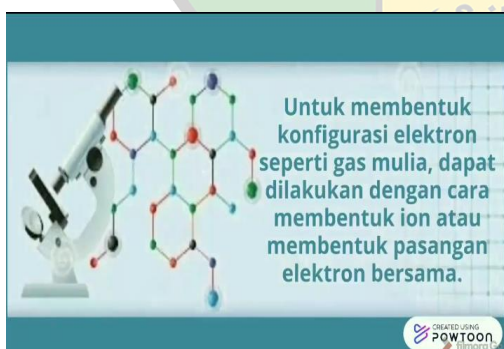 Untuk membentuk
konfigurasi elektron
seperti gas mulia, dapat
dilakukan dengan cara
membentuk ion atau
membentuk pasangan
elektron bersama.
CREATED USING
POWTOON
filmora